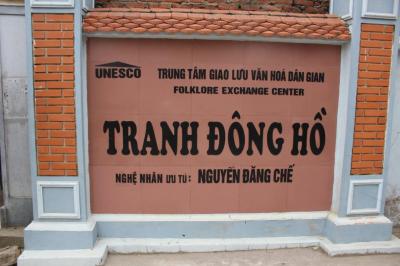 UNESCO
TRUNG TÂM GIAO LƯU VĂN HOÁ DÂN GIAN
FOLKLORE EXCHANGE CENTER
TRANH ĐÔNG HỒ
NGHỆ NHÂN ƯU TÚ: NGUYỄN ĐĂNG CHẾ